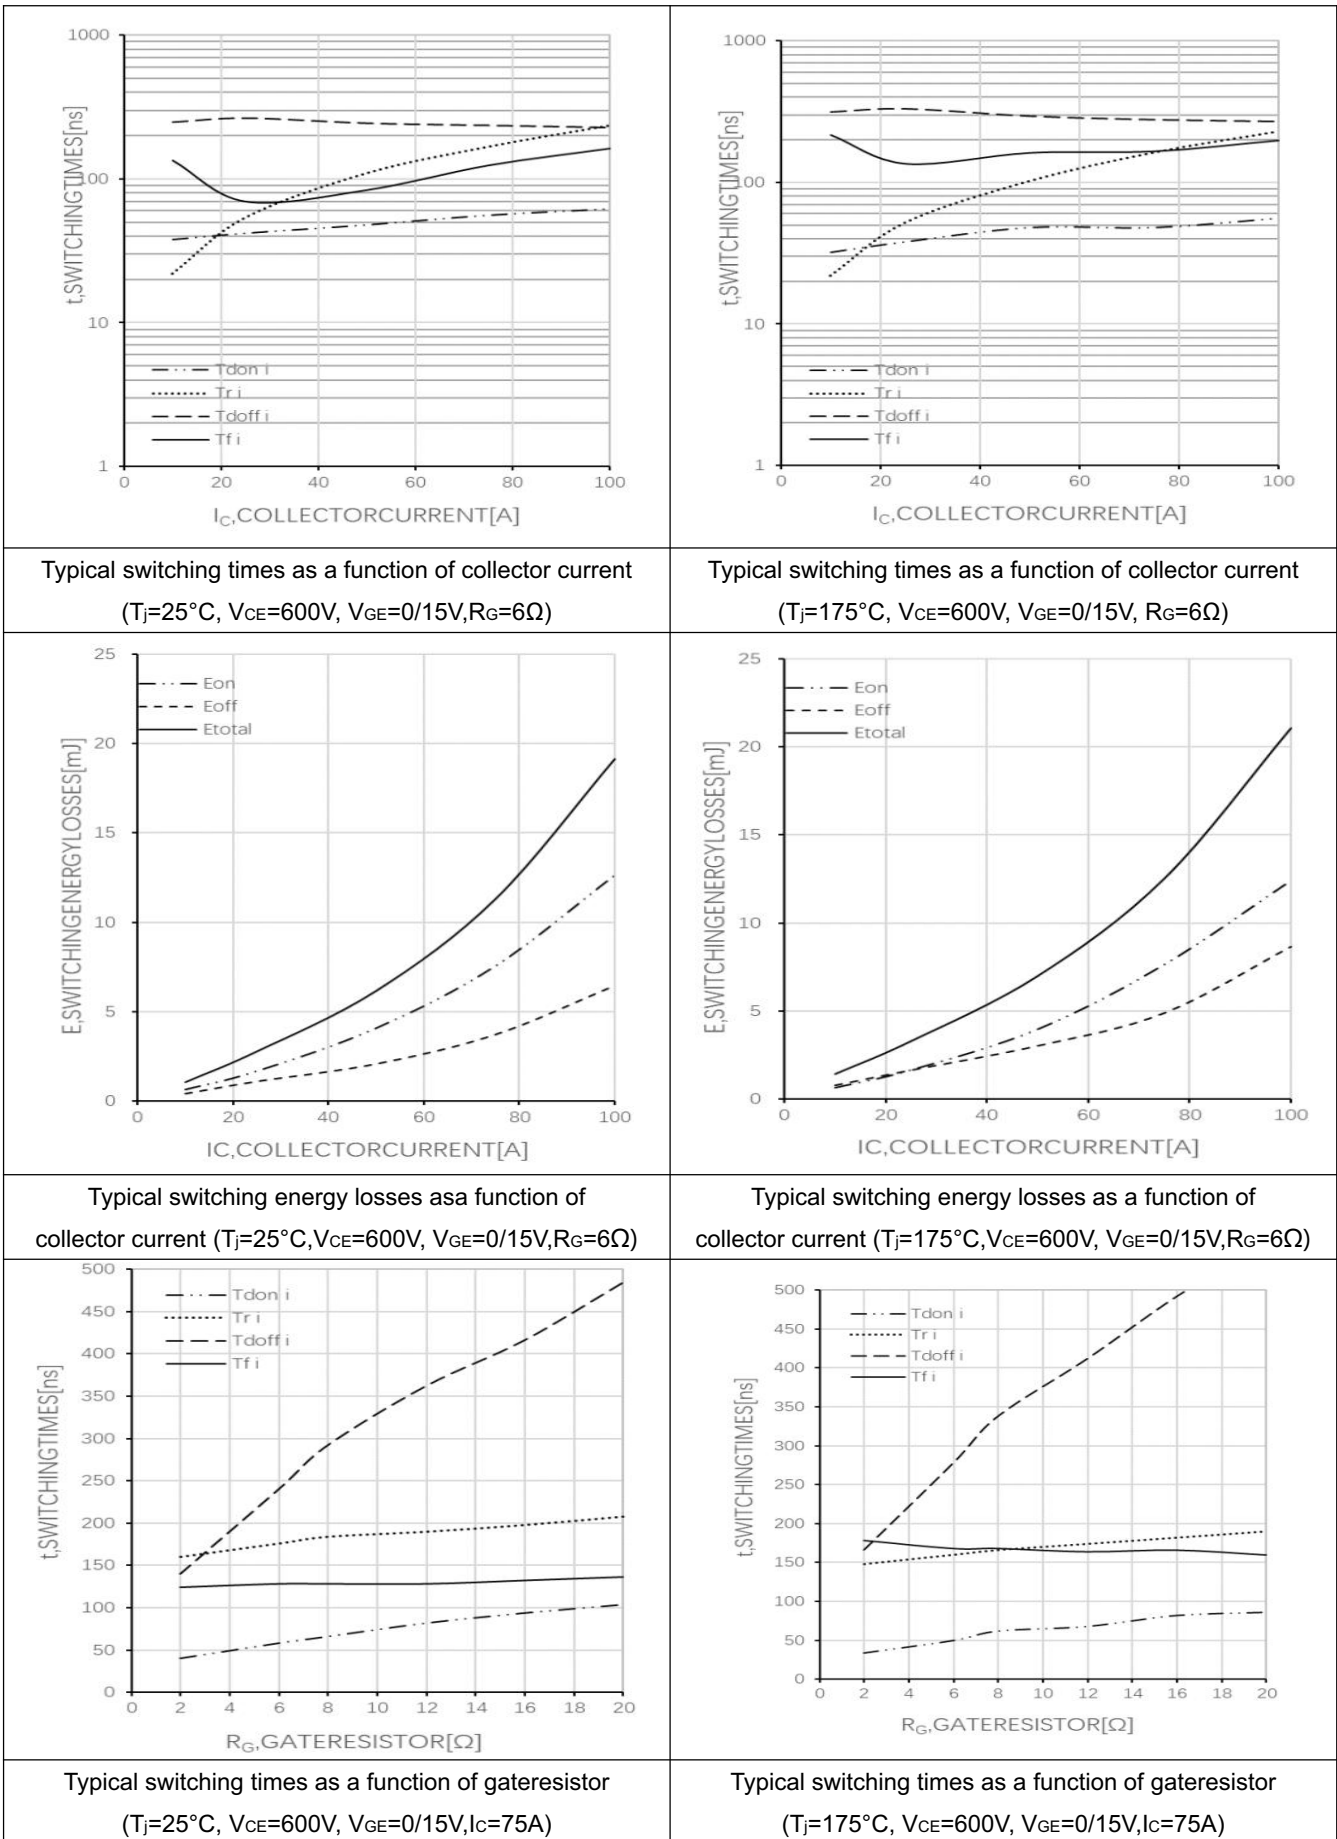 1000
100
10
1
t,SWITCHINGTIMES[ns]
Tdon i
Tr i
Tdoff i
Tf i
0 20 40 60 80 100
IC,COLLECTORCURRENT[A]
1000
100
10
1
t,SWITCHINGTIMES[ns]
Tdon i
Tr i
Tdoff i
Tf i
0 20 40 60 80 100
IC,COLLECTORCURRENT[A]
Typical switching times as a function of collector current
(Tj=25°C, VCE=600V, VGE=0/15V,RG=6Ω)
Typical switching times as a function of collector current
(Tj=175°C, VCE=600V, VGE=0/15V, RG=6Ω)
25
20
15
10
5
0
E,SWITCHINGENERGYLOSSES[mJ]
Eon
Eoff
Etotal
0 20 40 60 80 100
IC,COLLECTORCURRENT[A]
25
20
15
10
5
0
E,SWITCHINGENERGYLOSSES[mJ]
Eon
Eoff
Etotal
0 20 40 60 80 100
IC,COLLECTORCURRENT[A]
Typical switching energy losses asa function of
collector current (Tj=25°C,VCE=600V, VGE=0/15V,RG=6Ω)
Typical switching energy losses as a function of
collector current (Tj=175°C,VCE=600V, VGE=0/15V,RG=6Ω)
500
450
400
350
300
250
200
150
100
50
0
t,SWITCHINGTIMES[ns]
Tdon i
Tr i
Tdoff i
Tf i
0 2 4 6 8 10 12 14 16 18 20
RG,GATERESISTOR[Ω]
500
450
400
350
300
250
200
150
100
50
0
t,SWITCHINGTIMES[ns]
Tdon i
Tr i
Tdoff i
Tf i
0 2 4 6 8 10 12 14 16 18 20
RG,GATERESISTOR[Ω]
Typical switching times as a function of gateresistor
(Tj=25°C, VCE=600V, VGE=0/15V,IC=75A)
Typical switching times as a function of gateresistor
(Tj=175°C, VCE=600V, VGE=0/15V,IC=75A)